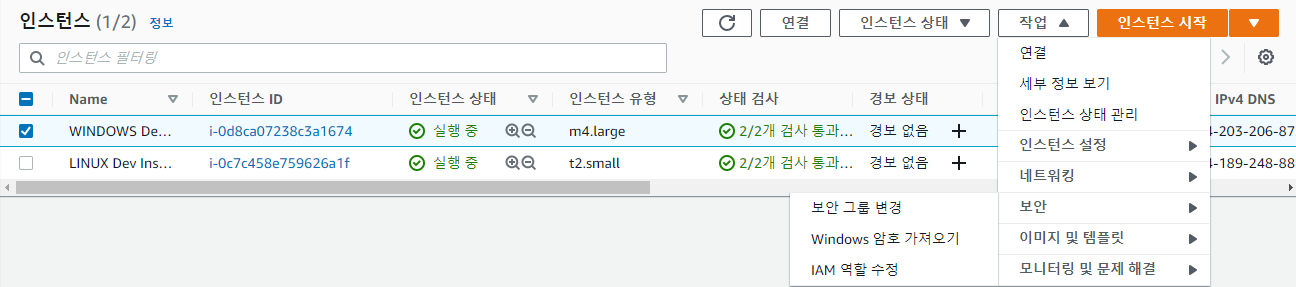 인스턴스 (1/2) 정보
연결 인스턴스 상태 작업 인스턴스 시작
인스턴스 필터링
Name 인스턴스 ID 인스턴스 상태 인스턴스 유형 상태 검사 경보 상태 IPv4 DNS
WINDOWS De... i-0d8ca07238c3a1674 실행 중 m4.large 2/2개 검사 통과... 경보 없음 4-203-206-87
LINUX Dev Ins... i-0c7c458e759626a1f 실행 중 t2.small 2/2개 검사 통과... 경보 없음 4-189-248-88
연결
세부 정보 보기
인스턴스 상태 관리
인스턴스 설정
네트워킹
보안
이미지 및 템플릿
모니터링 및 문제 해결
보안 그룹 변경
Windows 암호 가져오기
IAM 역할 수정